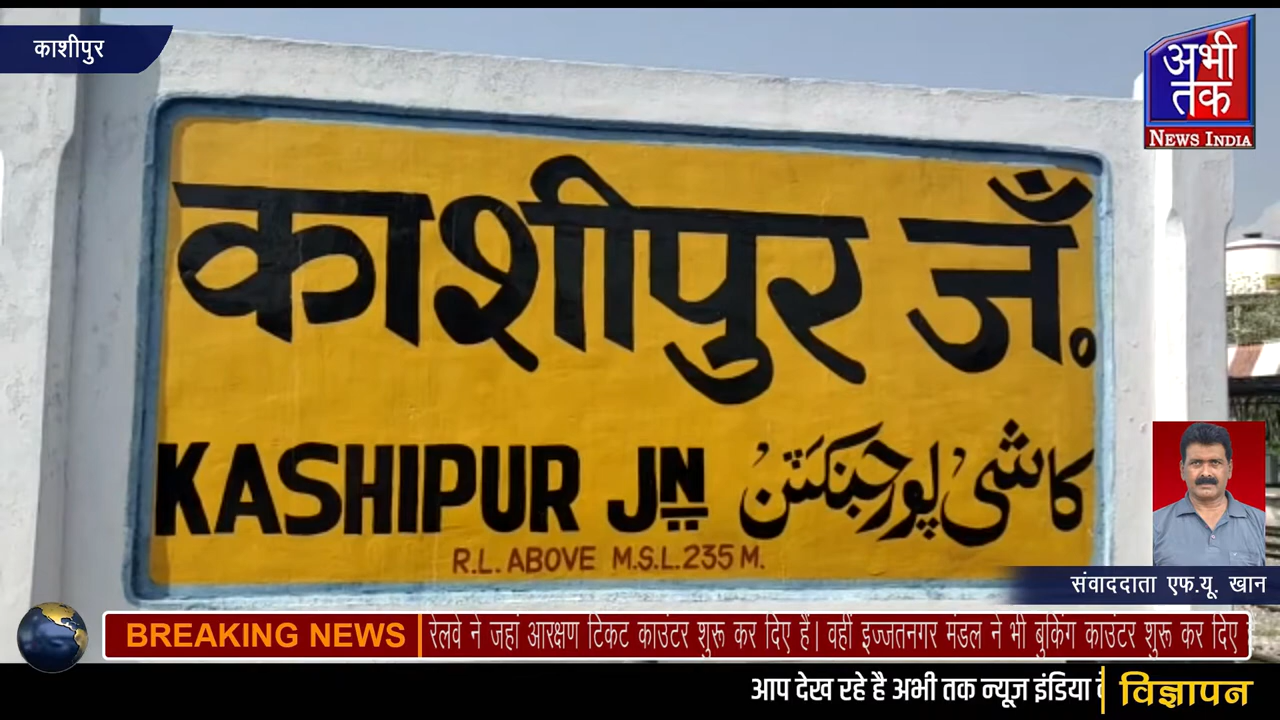 काशीपुर
अभी
तक
NEWS INDIA
काशीपुर जँ.
KASHIPUR JN
کاشی پور جنکشن
R.L. ABOVE M.S.L.235 M.
संवाददाता एफ.यू. खान
BREAKING NEWS
रेलवे ने जहां आरक्षण टिकट काउंटर शुरू कर दिए हैं। वहीं इज्जतनगर मंडल ने भी बुकिंग काउंटर शुरू कर दिए
आप देख रहे है अभी तक न्यूज़ इंडिया
विज्ञापन